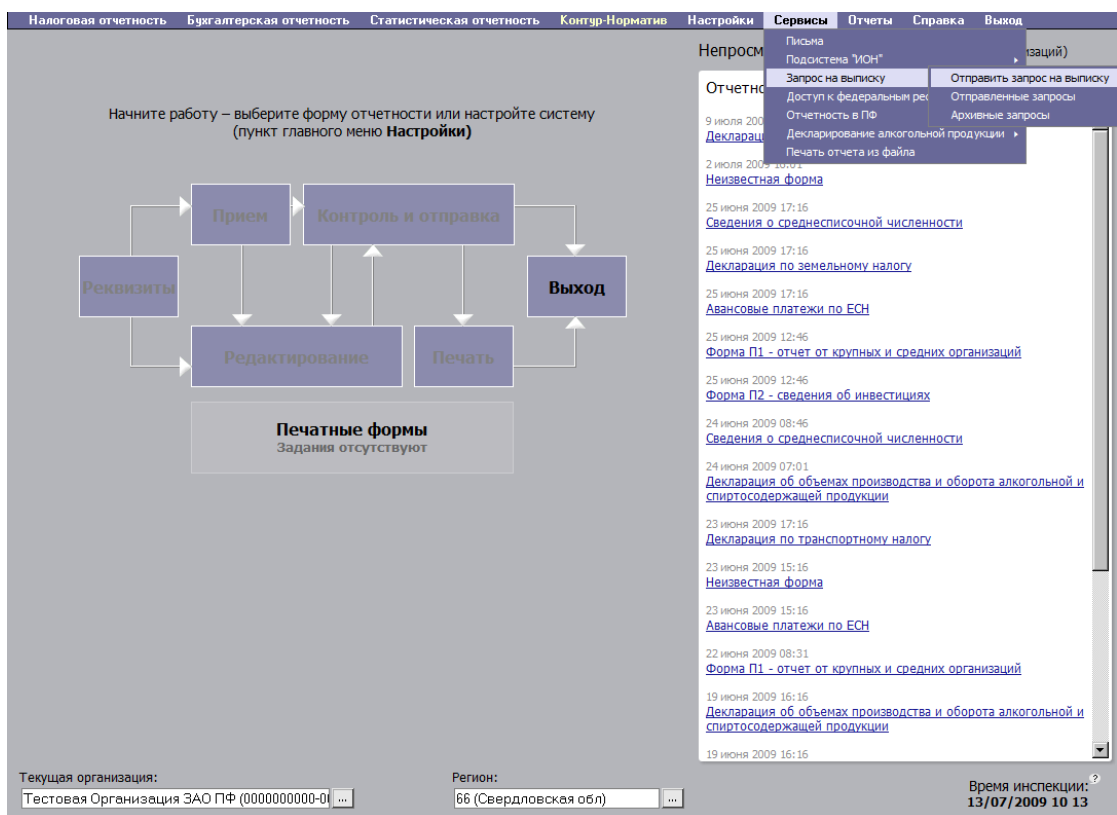 Налоговая отчетность Бухгалтерская отчетность Статистическая отчетность Контур-Норматив Настройки Сервисы Отчеты Справка Выход
Письма
Подсистема "ИОН"
Запрос на выписку
Доступ к федеральным
Отчетность в ПФ
Декларирование алкогольной продукции
Печать отчета из файла
Отправить запрос на выписку
Отправленные запросы
Архивные запросы
Начните работу – выберите форму отчетности или настройте систему
(пункт главного меню Настройки)
Прием
Контроль и отправка
Реквизиты
Выход
Редактирование
Печать
Печатные формы
Задания отсутствуют
9 июля
2 июля
Неизвестная форма
25 июня 2009 17:16
Сведения о среднесписочной численности
25 июня 2009 17:16
Декларация по земельному налогу
25 июня 2009 17:16
Авансовые платежи по ЕСН
25 июня 2009 12:46
Форма П1 - отчет от крупных и средних организаций
25 июня 2009 12:46
Форма П2 - сведения об инвестициях
24 июня 2009 08:46
Сведения о среднесписочной численности
24 июня 2009 07:01
Декларация об объемах производства и оборота алкогольной и
спиртосодержащей продукции
23 июня 2009 17:16
Декларация по транспортному налогу
23 июня 2009 15:16
Неизвестная форма
23 июня 2009 15:16
Авансовые платежи по ЕСН
22 июня 2009 08:31
Форма П1 - отчет от крупных и средних организаций
19 июня 2009 16:16
Декларация об объемах производства и оборота алкогольной и
спиртосодержащей продукции
19 июня 2009 16:16
Текущая организация:
Тестовая Организация ЗАО ПФ (0000000000-0 ...
Регион:
66 (Свердловская обл) ...
Время инспекции: ?
13/07/2009 10 13